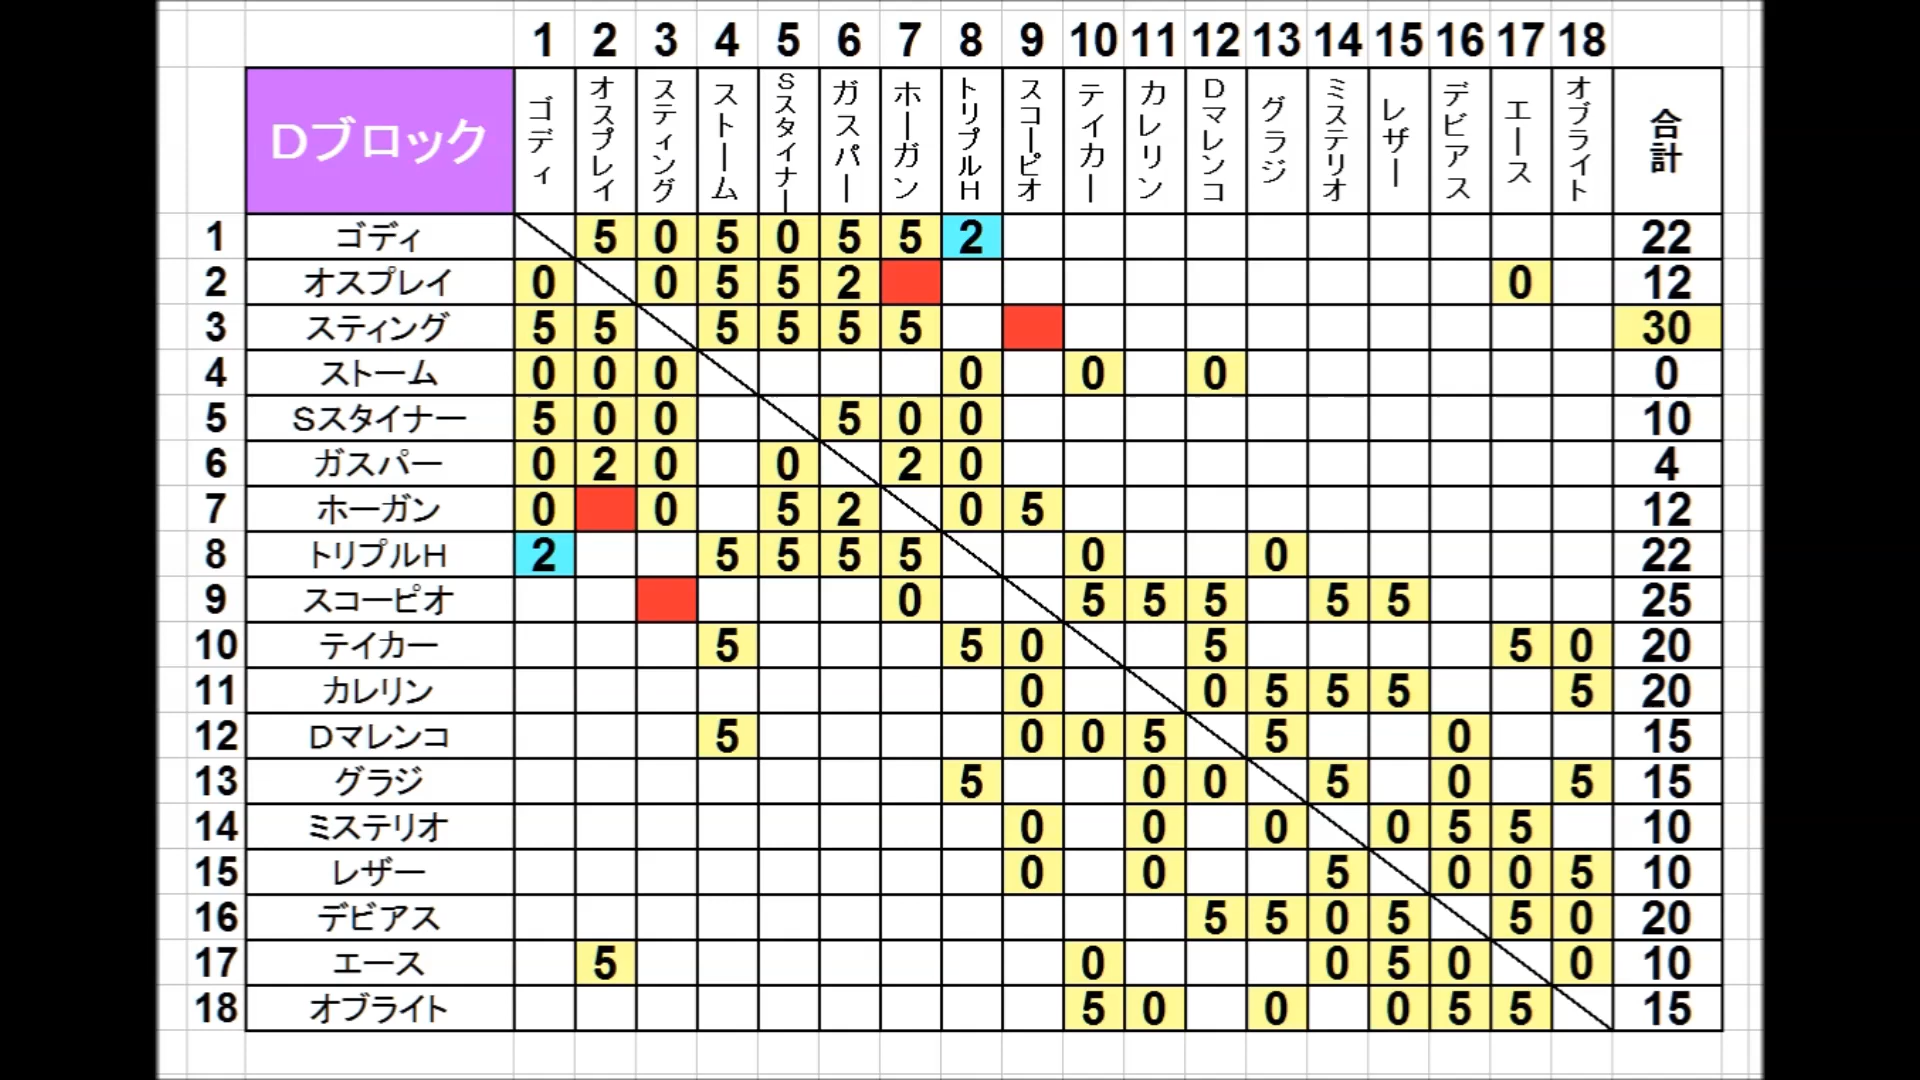 1 2 3 4 5 6 7 8 9 10 11 12 13 14 15 16 17 18
Dブロック ゴディ オスプレイ スティング ストーム Sスタイナー ガスパー ホーガン トリプルH スコーピオ テイカー カレリン Dマレンコ グラジ ミステリオ レザー デビアス エース オブライト 合計
1 ゴディ 5 0 5 0 5 5 2 22
2 オスプレイ 0 0 5 5 2 0 12
3 スティング 5 5 5 5 5 5 30
4 ストーム 0 0 0 0 0 0 0
5 Sスタイナー 5 0 0 5 0 0 10
6 ガスパー 0 2 0 0 2 0 4
7 ホーガン 0 0 5 2 0 5 12
8 トリプルH 2 5 5 5 5 0 0 22
9 スコーピオ 0 5 5 5 5 5 25
10 テイカー 5 5 0 5 5 0 20
11 カレリン 0 0 5 5 5 5 20
12 Dマレンコ 5 0 0 5 5 0 15
13 グラジ 5 0 0 5 0 5 15
14 ミステリオ 0 0 0 0 5 5 10
15 レザー 0 0 5 0 0 5 10
16 デビアス 5 5 0 5 5 0 20
17 エース 5 0 0 5 0 0 10
18 オブライト 5 0 0 0 5 5 15